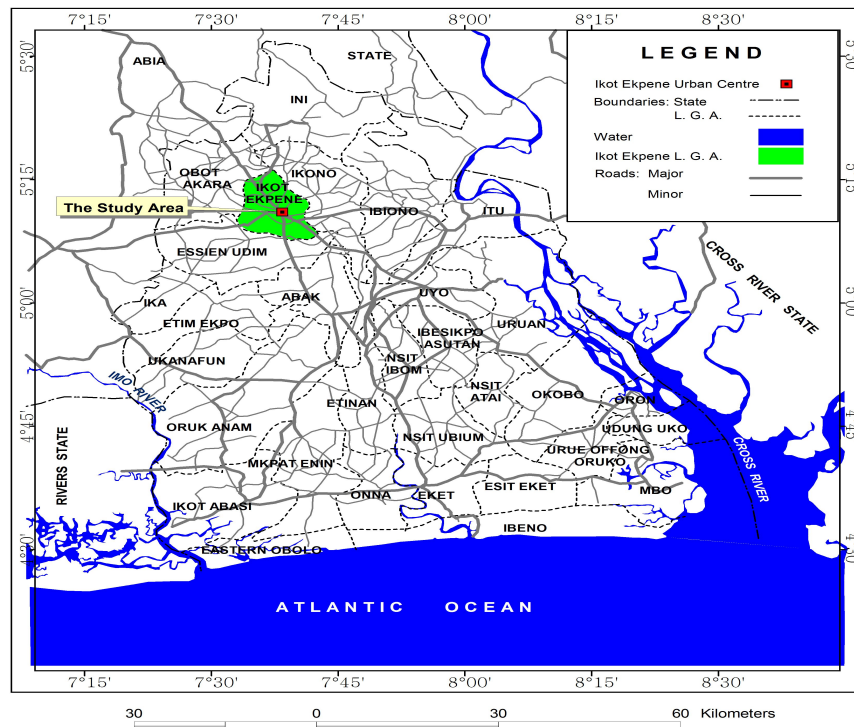 7°15' 7°30' 7°45' 8°00' 8°15' 8°30'
5°30'
ABIA
STATE
INI
LEGEND
Ikot Ekpene Urban Centre
Boundaries: State
L. G. A.
Water
Ikot Ekpene L. G. A.
Roads: Major
Minor
5°15'
OBOT
AKARA
IKONO
IKOT
EKPENE
The Study Area
IBIONO
ITU
ESSIEN UDIM
CROSS RIVER STATE
5°00'
5°00'
IKA
ABAK
UYO
ETIM EKPO
IBESIKPO
ASUTAN
URUAN
UKANAFUN
NSIT
IBOM
IMO RIVER
NSIT
ATAI
OKOBO
ETINAN
ORON
4°45'
4°45'
ORUK ANAM
NSIT UBIUM
UDUNG UKO
URUE OFFONG
ORUKO
MKPAT ENIN
CROSS RIVER
RIVERS STATE
ESIT EKET
MBO
ONNA
EKET
IKOT ABASI
IBENO
EASTERN OBOLO
ATLANTIC OCEAN
7°15' 7°30' 7°45' 8°00' 8°15' 8°30'
30 0 30 60 Kilometers